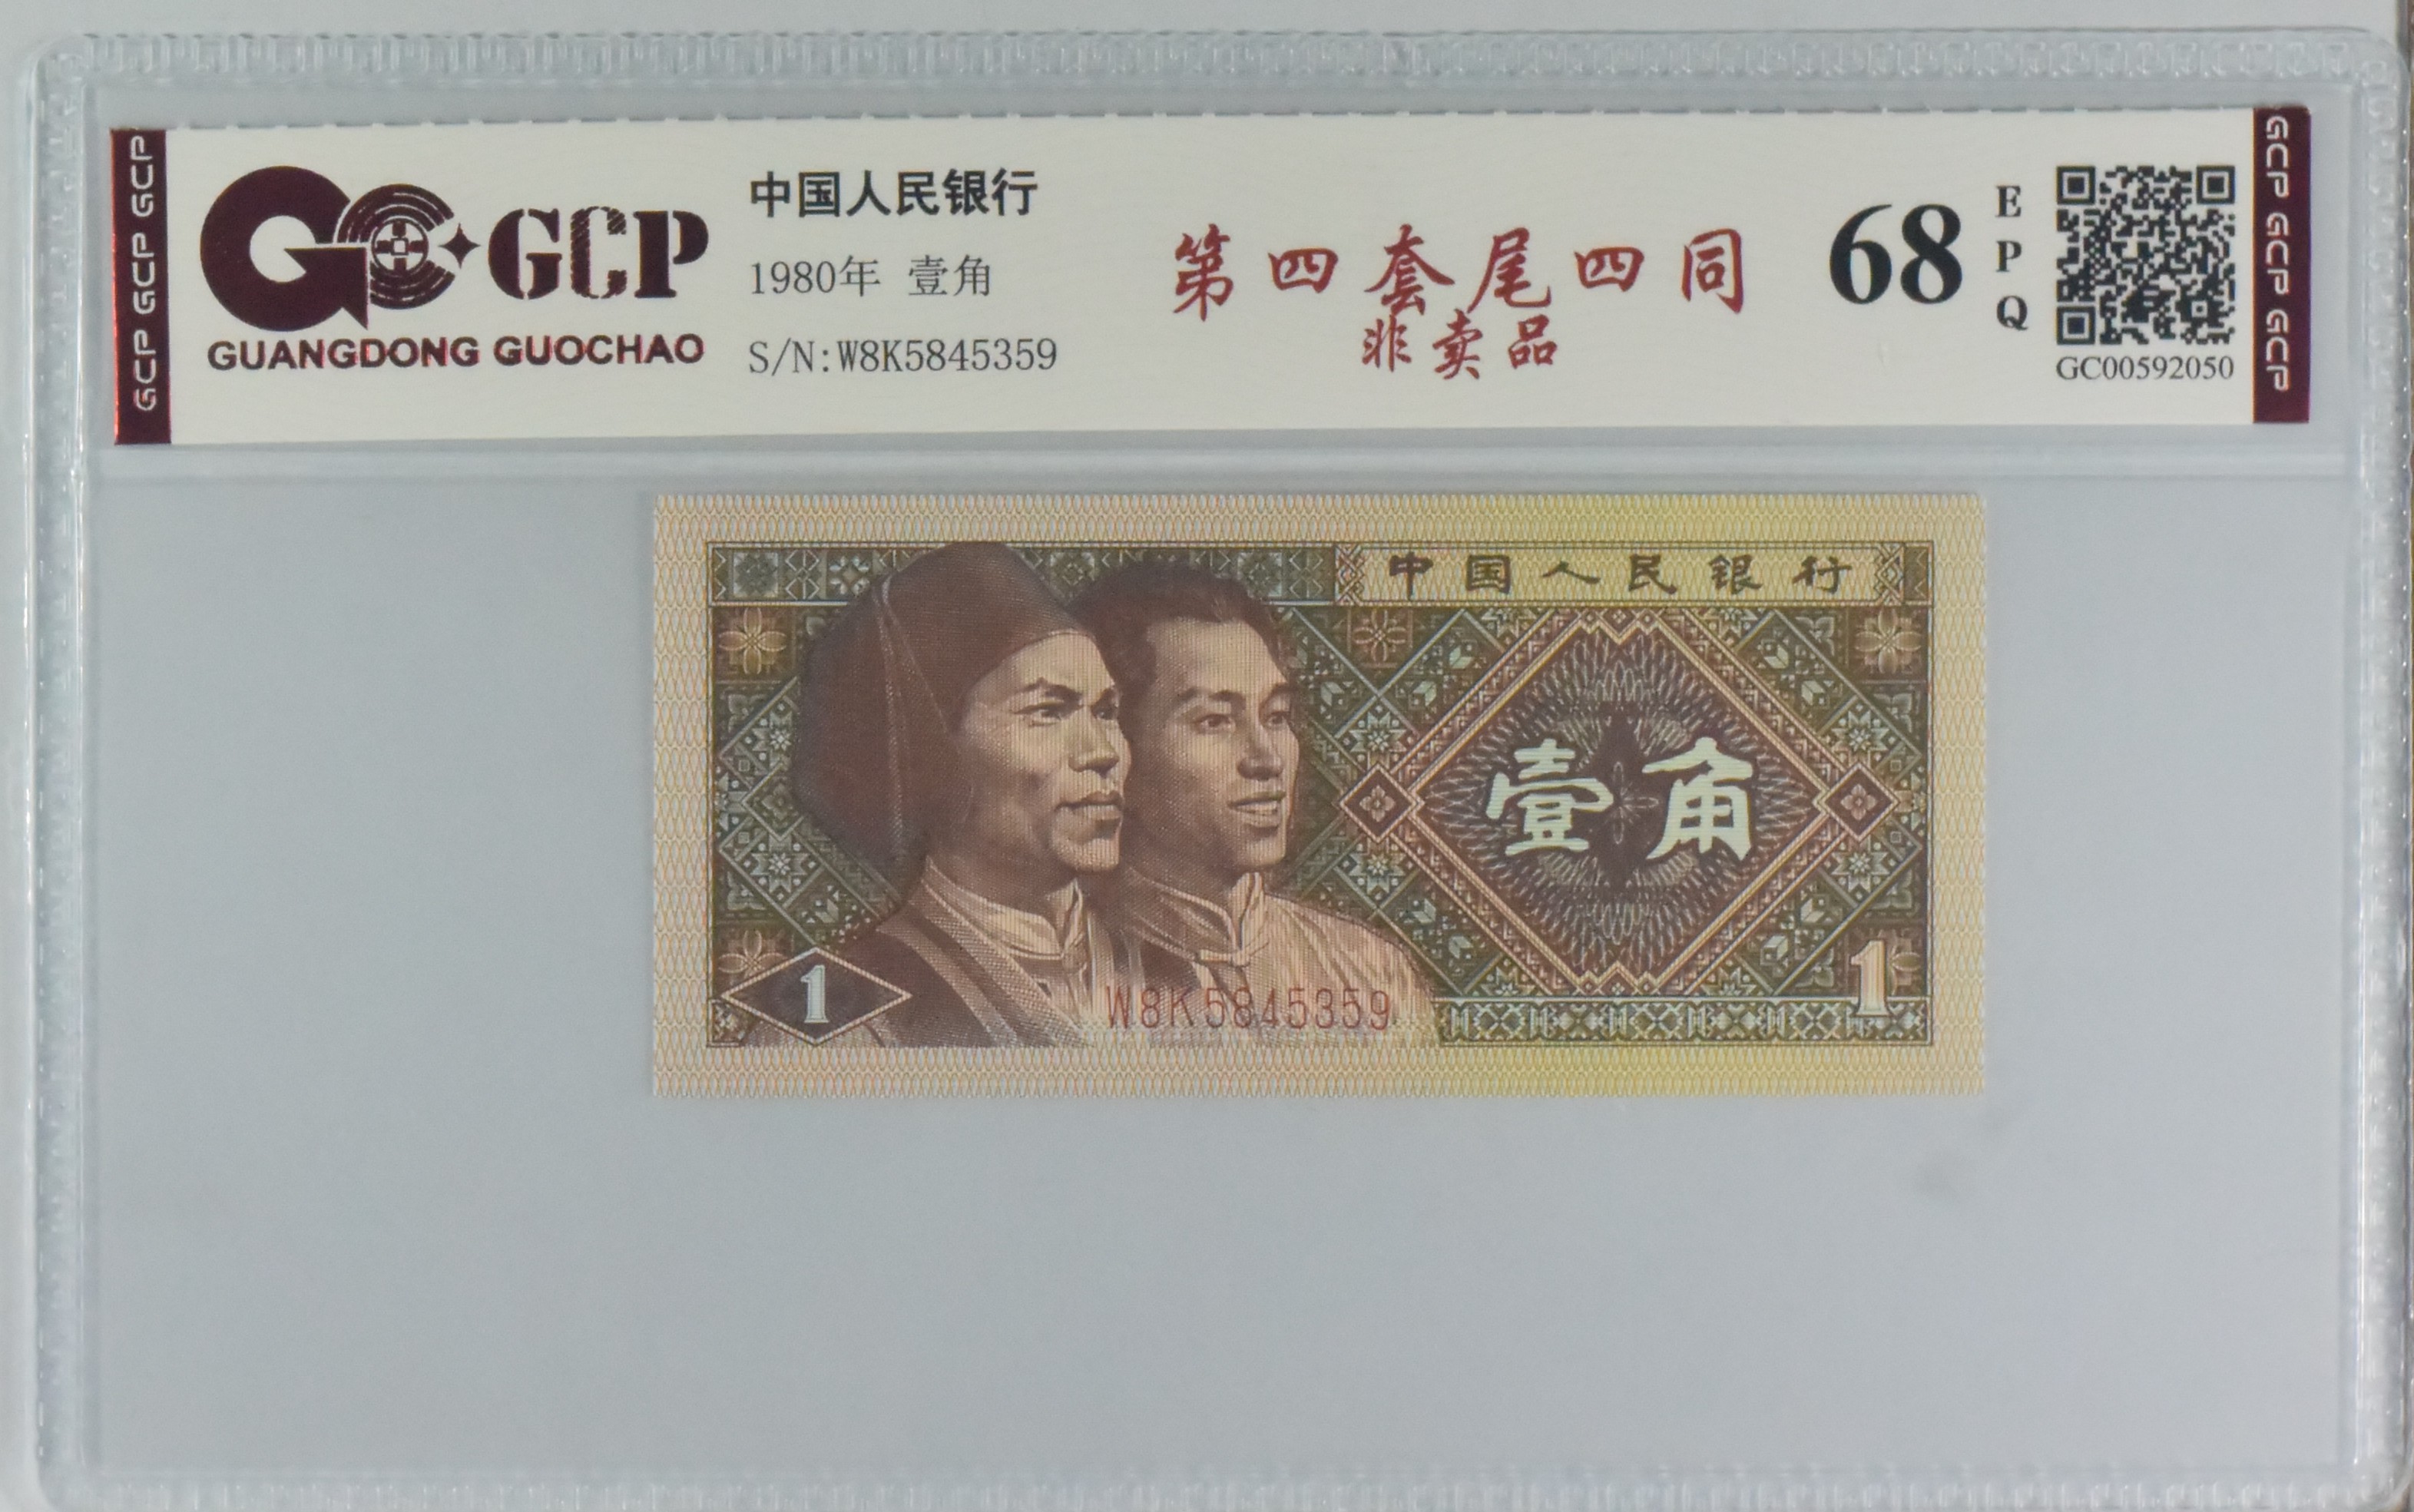 GCP GCP GCP
GCP
GUANGDONG GUOCHAO
中国人民银行
1980年 壹角
S/N:W8K5845359
第四套尾四同
非卖品
68
EPQ
GC00592050
GCP GCP GCP
中国人民银行
壹角
1
W8K5845359
1